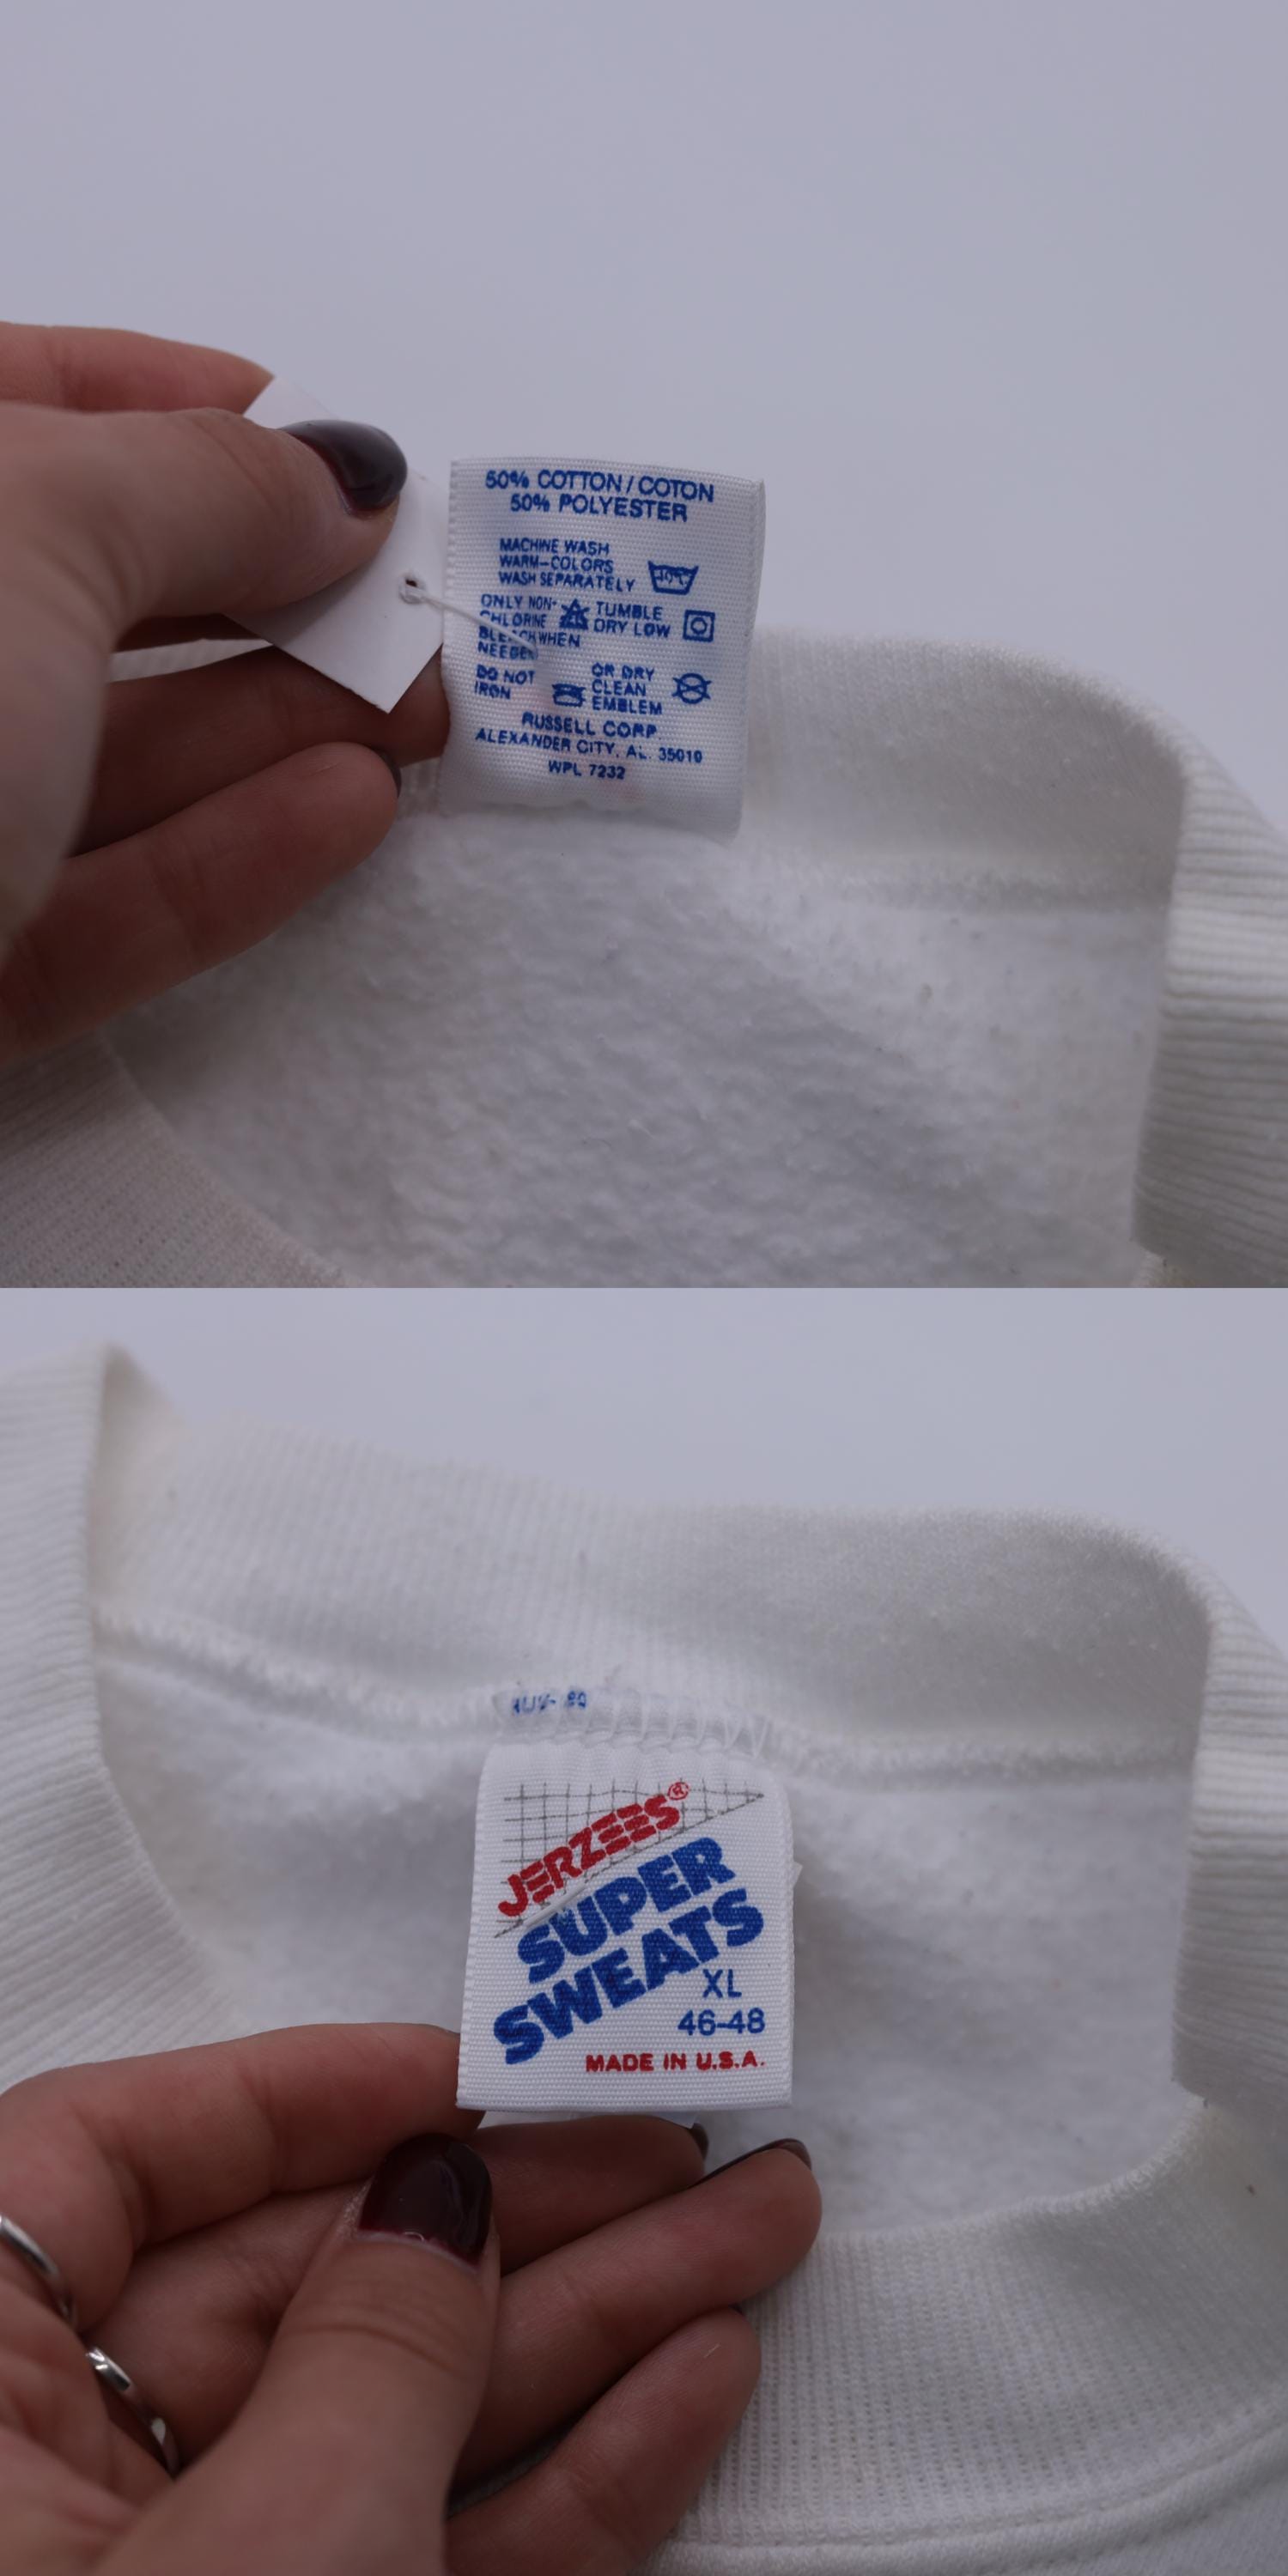 50% COTTON / COTON
50% POLYESTER
MACHINE WASH
WARM-COLORS
WASH SEPARATELY
ONLY NON-
CHLORINE
BLEACH WHEN
NEEDED
TUMBLE
DRY LOW
DO NOT
IRON
OR DRY
CLEAN
EMBLEM
RUSSELL CORP
ALEXANDER CITY, AL. 35010
WPL 7232
JERZEES®
SUPER
SWEATS
XL
46-48
MADE IN U.S.A.